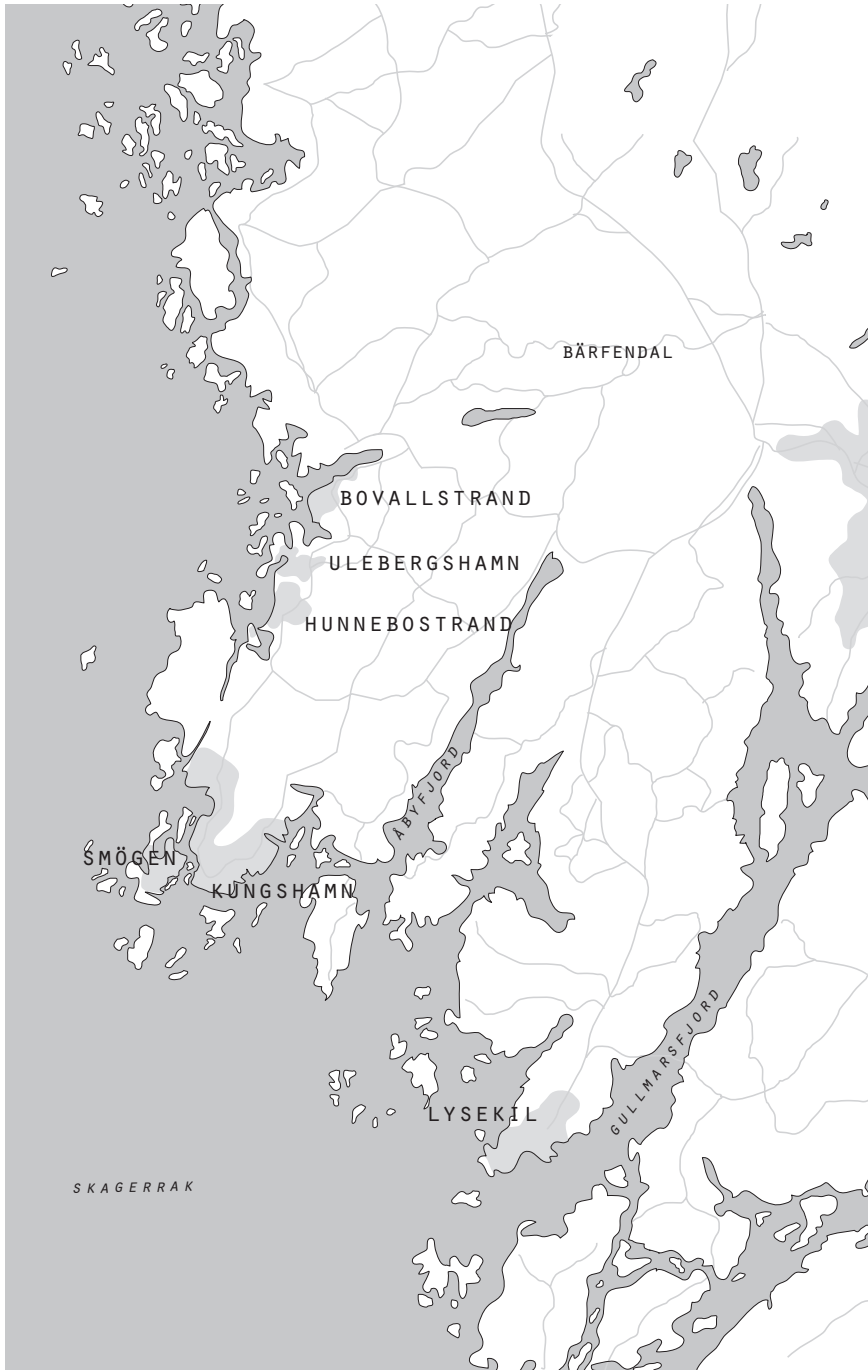 BÄRFENDAL
BOVALLSTRAND
ULEBERGSHAMN
HUNNEBOSTRAND
ÅBYFJORD
SMÖGEN
KUNGSHAMN
GULLMARSFJORD
LYSEKIL
SKAGERRAK